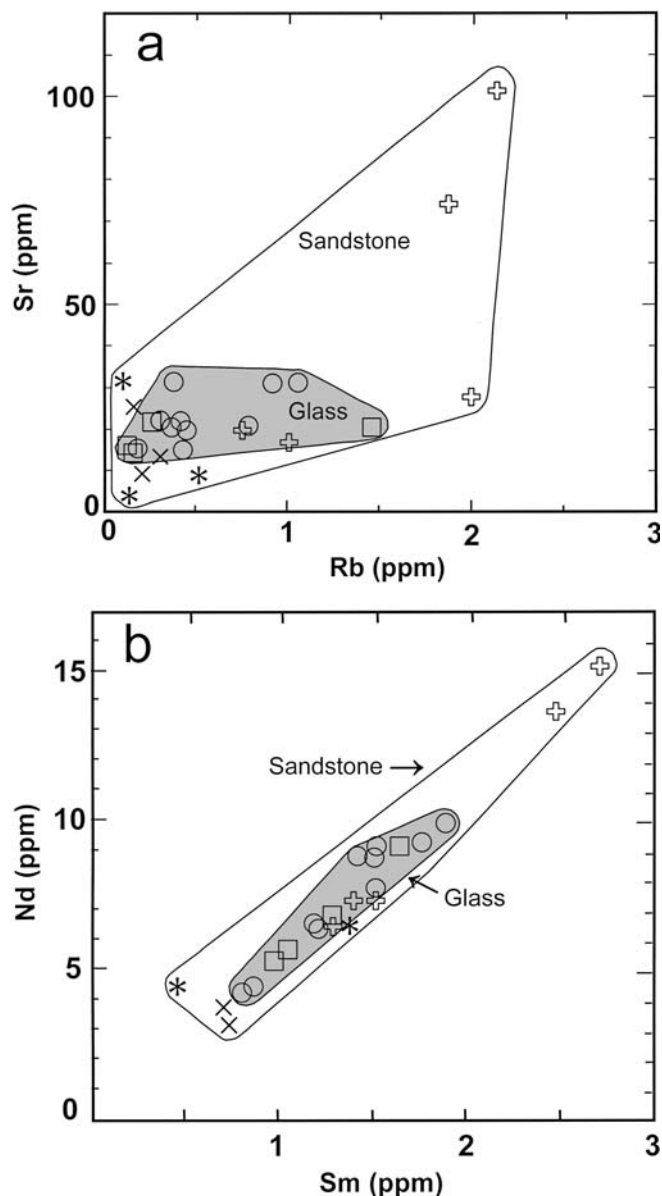 a
100
50
0
Sr (ppm)
Sandstone
Glass
0 1 2 3
Rb (ppm)
b
15
10
5
0
Nd (ppm)
Sandstone
Glass
1 2 3
Sm (ppm)